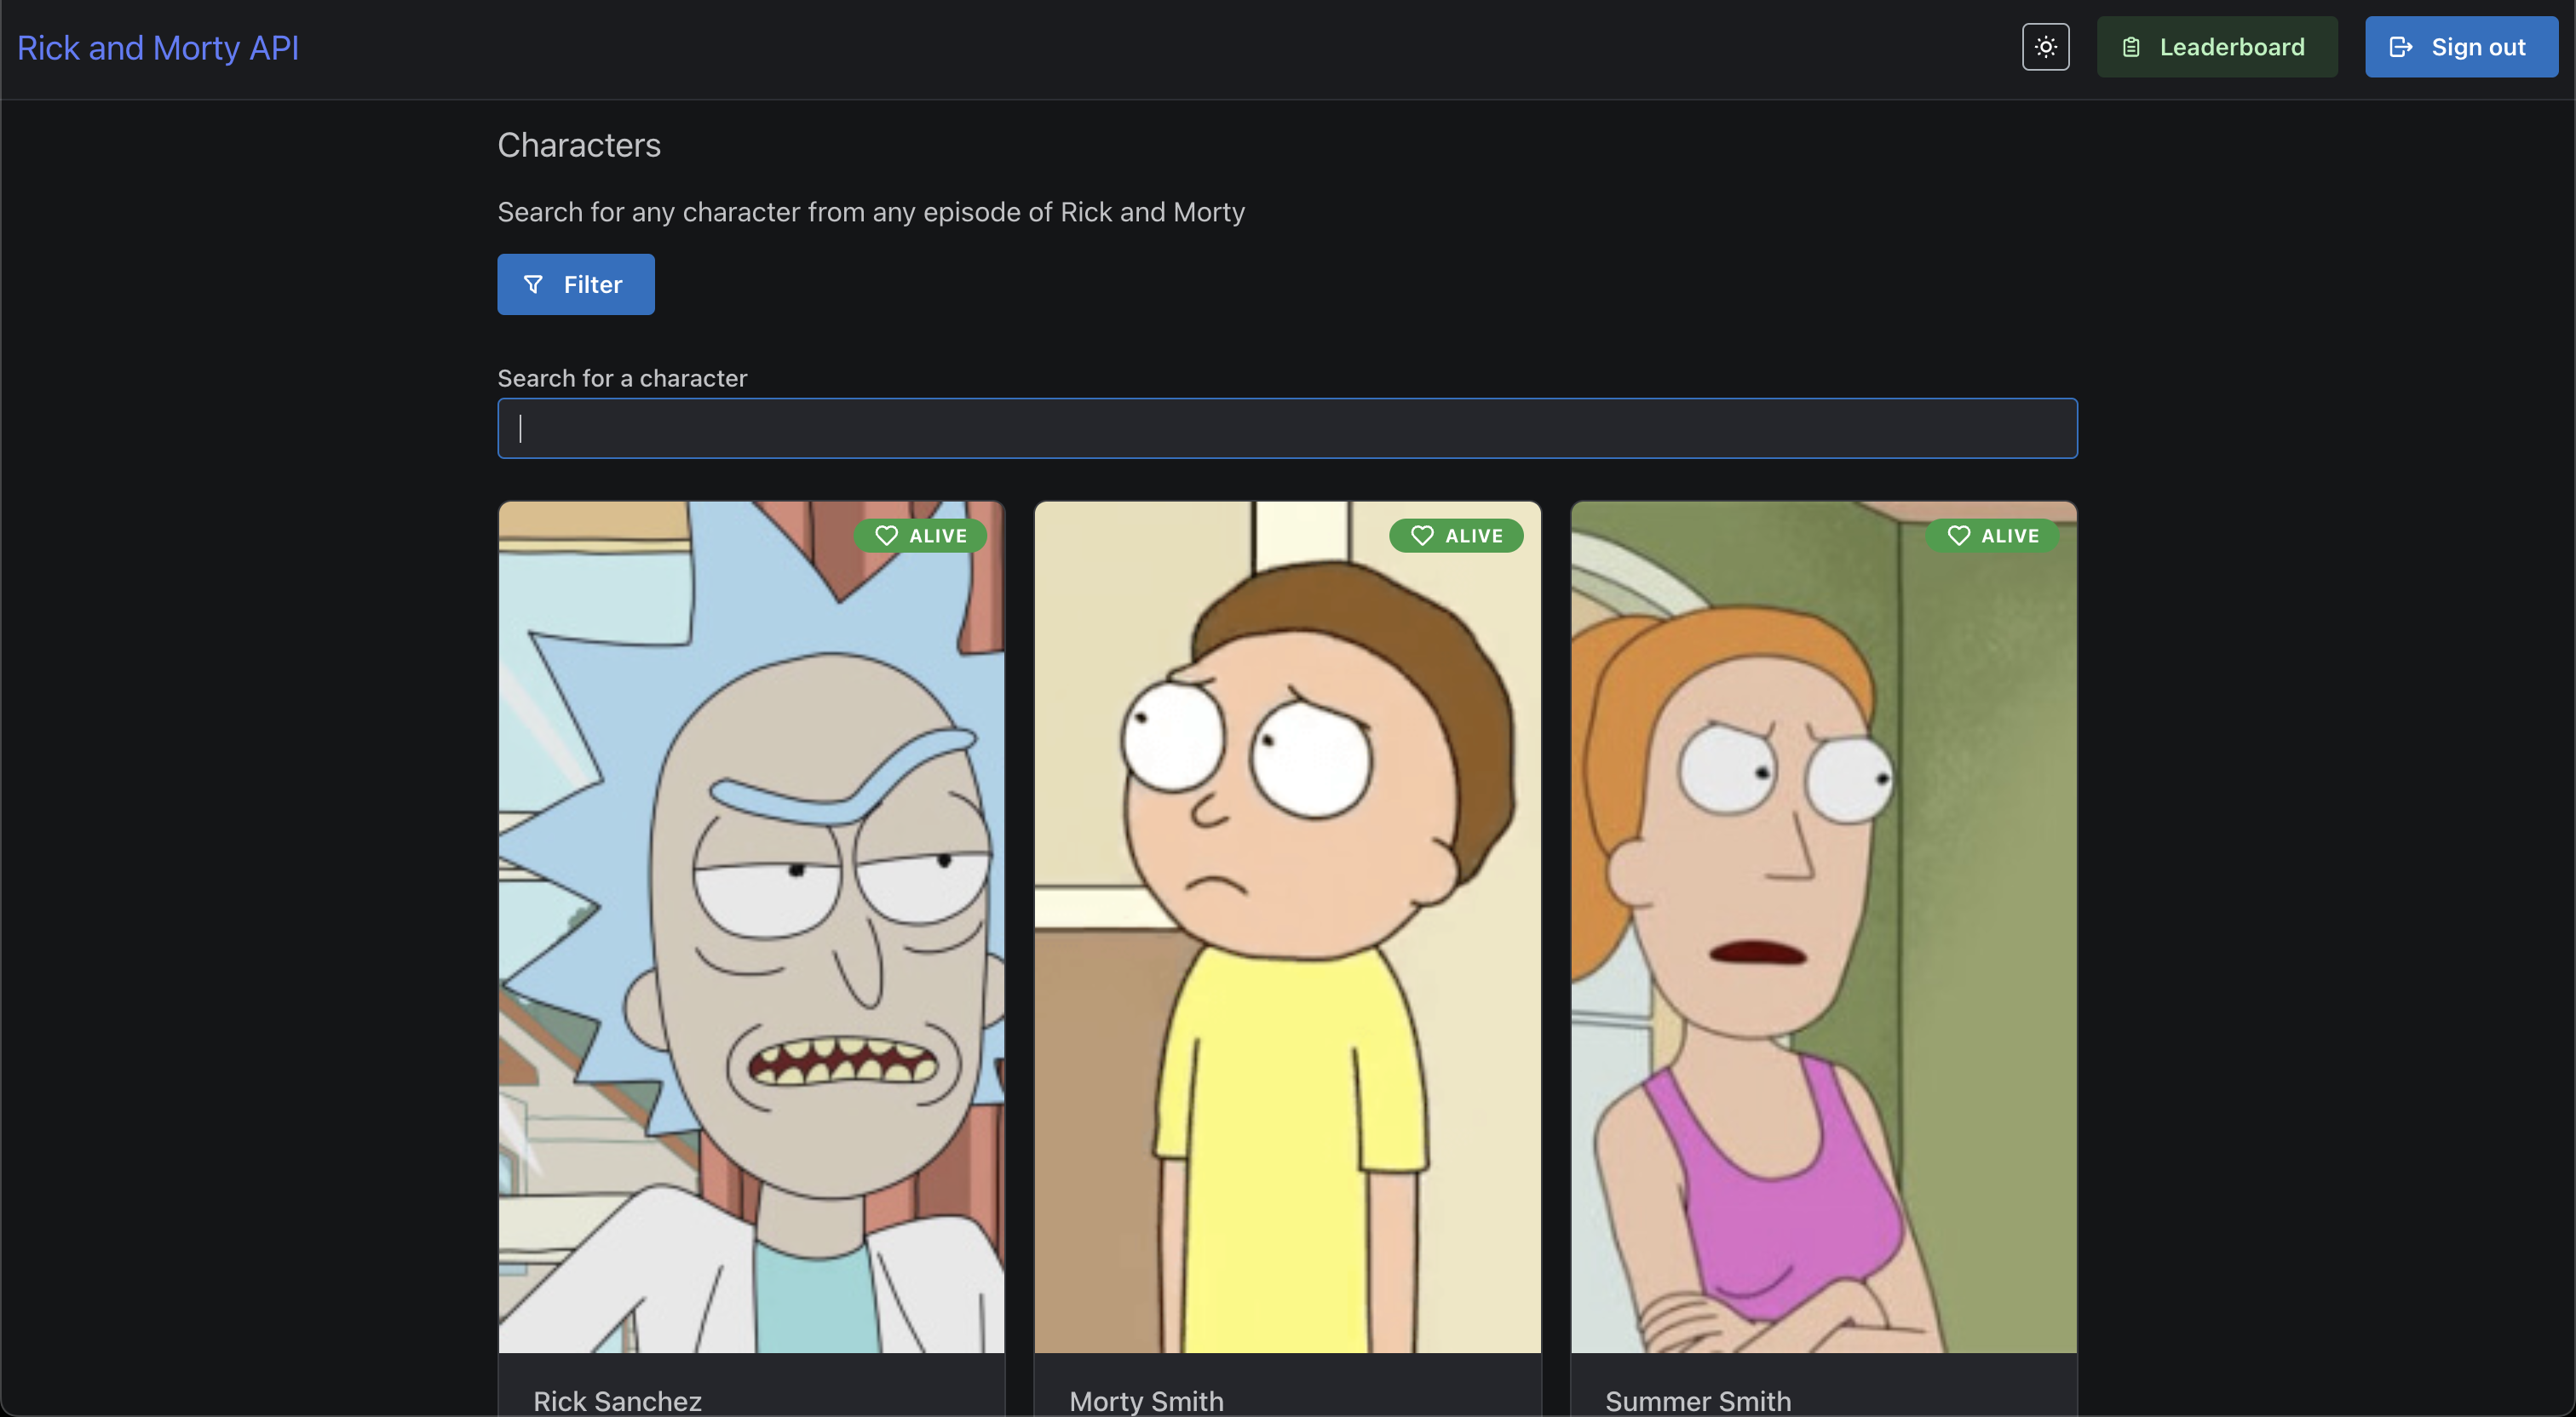 Rick and Morty API
Leaderboard
Sign out
Characters
Search for any character from any episode of Rick and Morty
Filter
Search for a character
ALIVE
ALIVE
ALIVE
Rick Sanchez
Morty Smith
Summer Smith